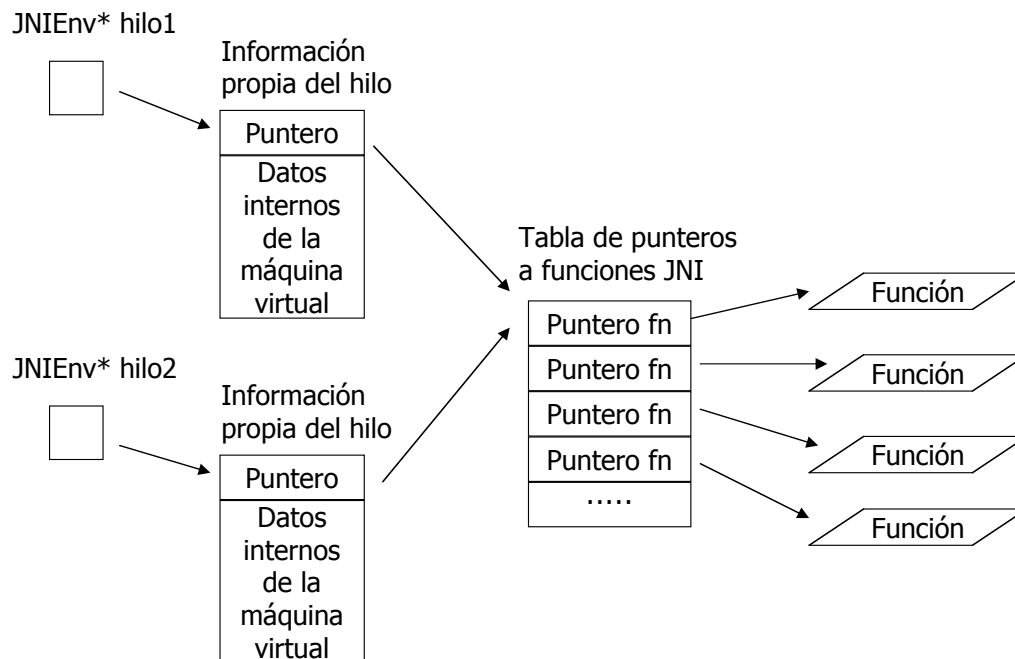 JNIEnv* hilo1
Información
propia del hilo
Puntero
Datos
internos
de la
máquina
virtual
JNIEnv* hilo2
Información
propia del hilo
Puntero
Datos
internos
de la
máquina
virtual
Tabla de punteros
a funciones JNI
Puntero fn
Puntero fn
Puntero fn
Puntero fn
.....
Función
Función
Función
Función